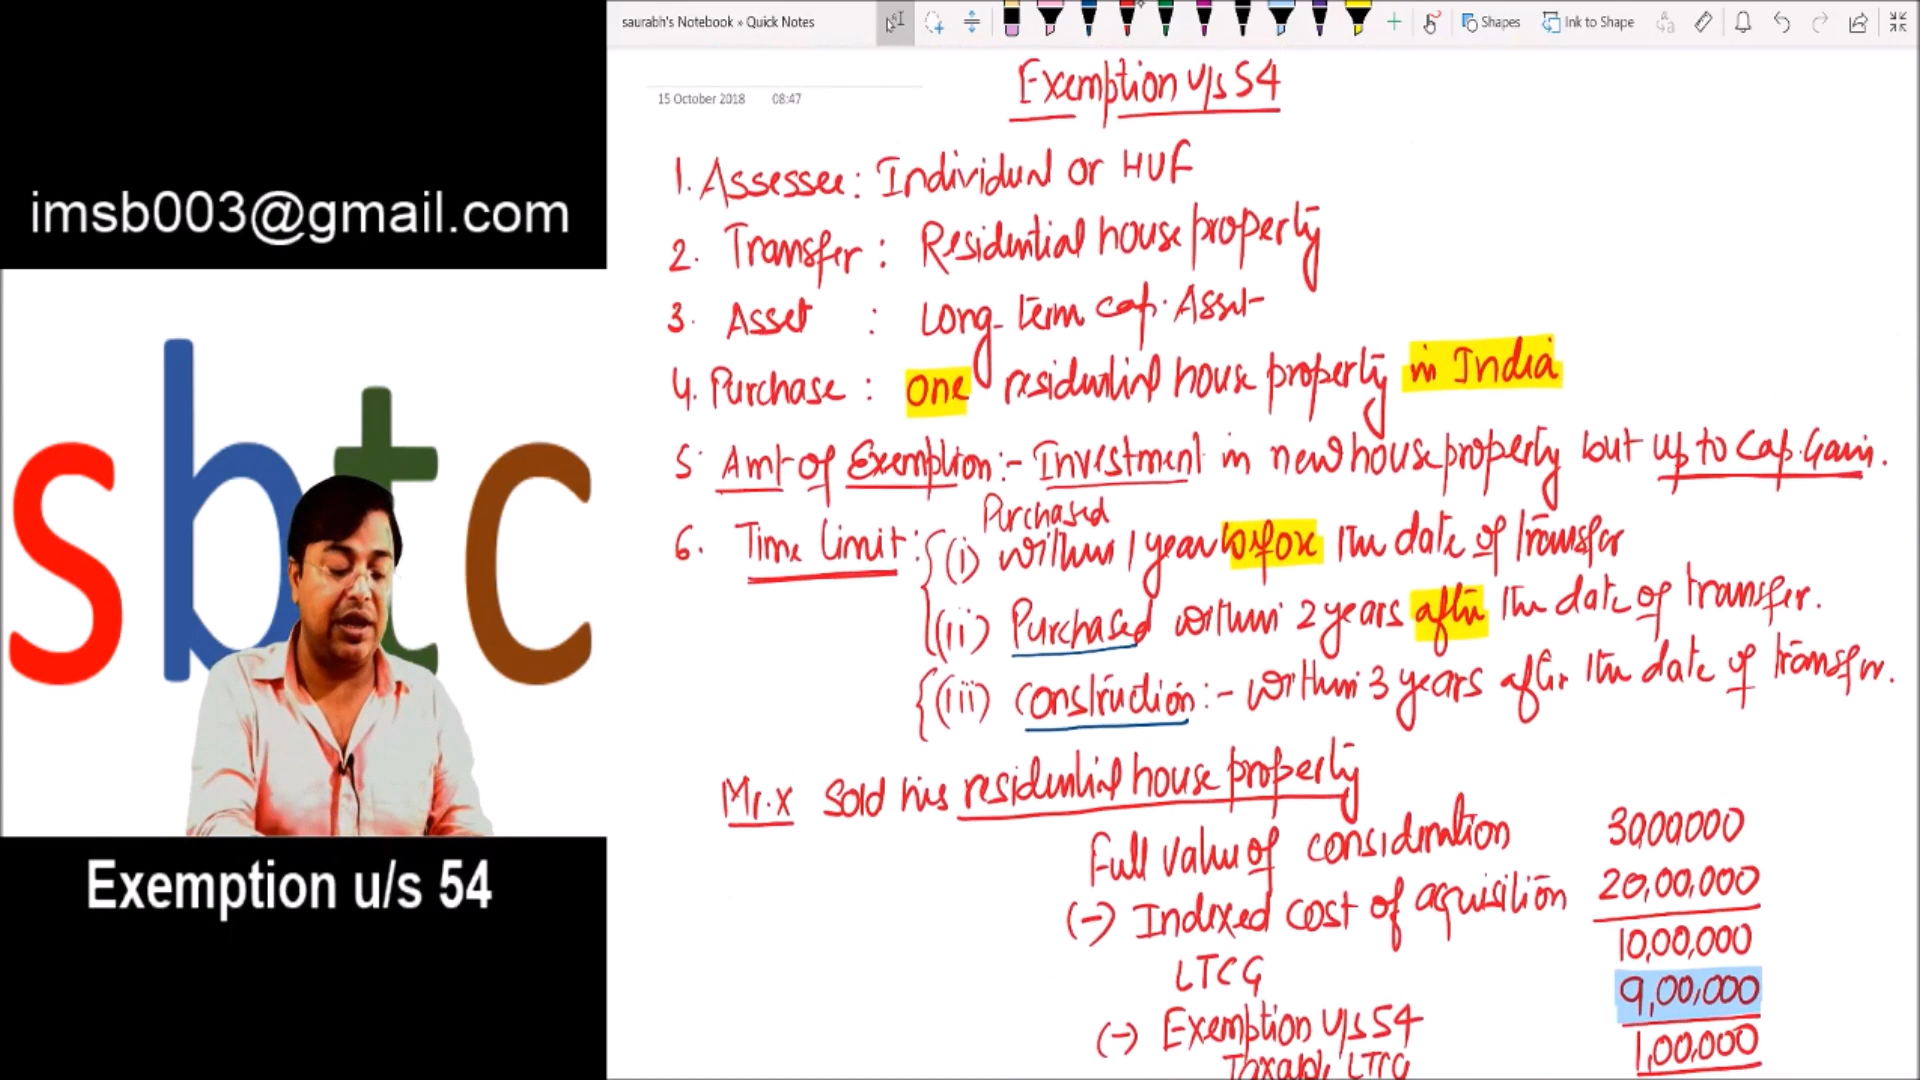 saurabh's Notebook » Quick Notes
Shapes
Ink to Shape
15 October 2018 08:47
Exemption u/s 54
1. Assessee: Individual or HUF
2. Transfer : Residential house property
3. Asset : Long-term cap. Asset
4. Purchase : One residential house property in India
5. Amt of Exemption:- Investment in new house property but up to Cap. Gain.
6. Time limit: (i) Purchased within 1 year before the date of transfer
(ii) Purchased within 2 years after the date of transfer.
(iii) Construction:- within 3 years after the date of transfer.
Mr. X sold his residential house property
Full value of consideration 3000000
(-) Indexed cost of acquisition 20,00,000
LTCG 10,00,000
(-) Exemption u/s 54 9,00,000
Taxable LTCG 1,00,000
imsb003@gmail.com
sbtc
Exemption u/s 54